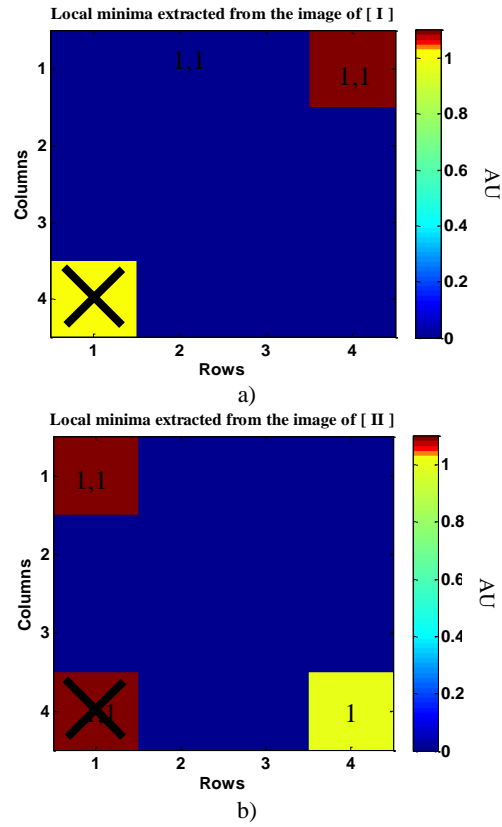 Local minima extracted from the image of [ I ]
1,1
1,1
1
2
3
4
Columns
1 2 3 4
Rows
1
0.8
0.6
0.4
0.2
0
AU
a)
Local minima extracted from the image of [ II ]
1,1
1
1
2
3
4
Columns
1 2 3 4
Rows
1
0.8
0.6
0.4
0.2
0
AU
b)